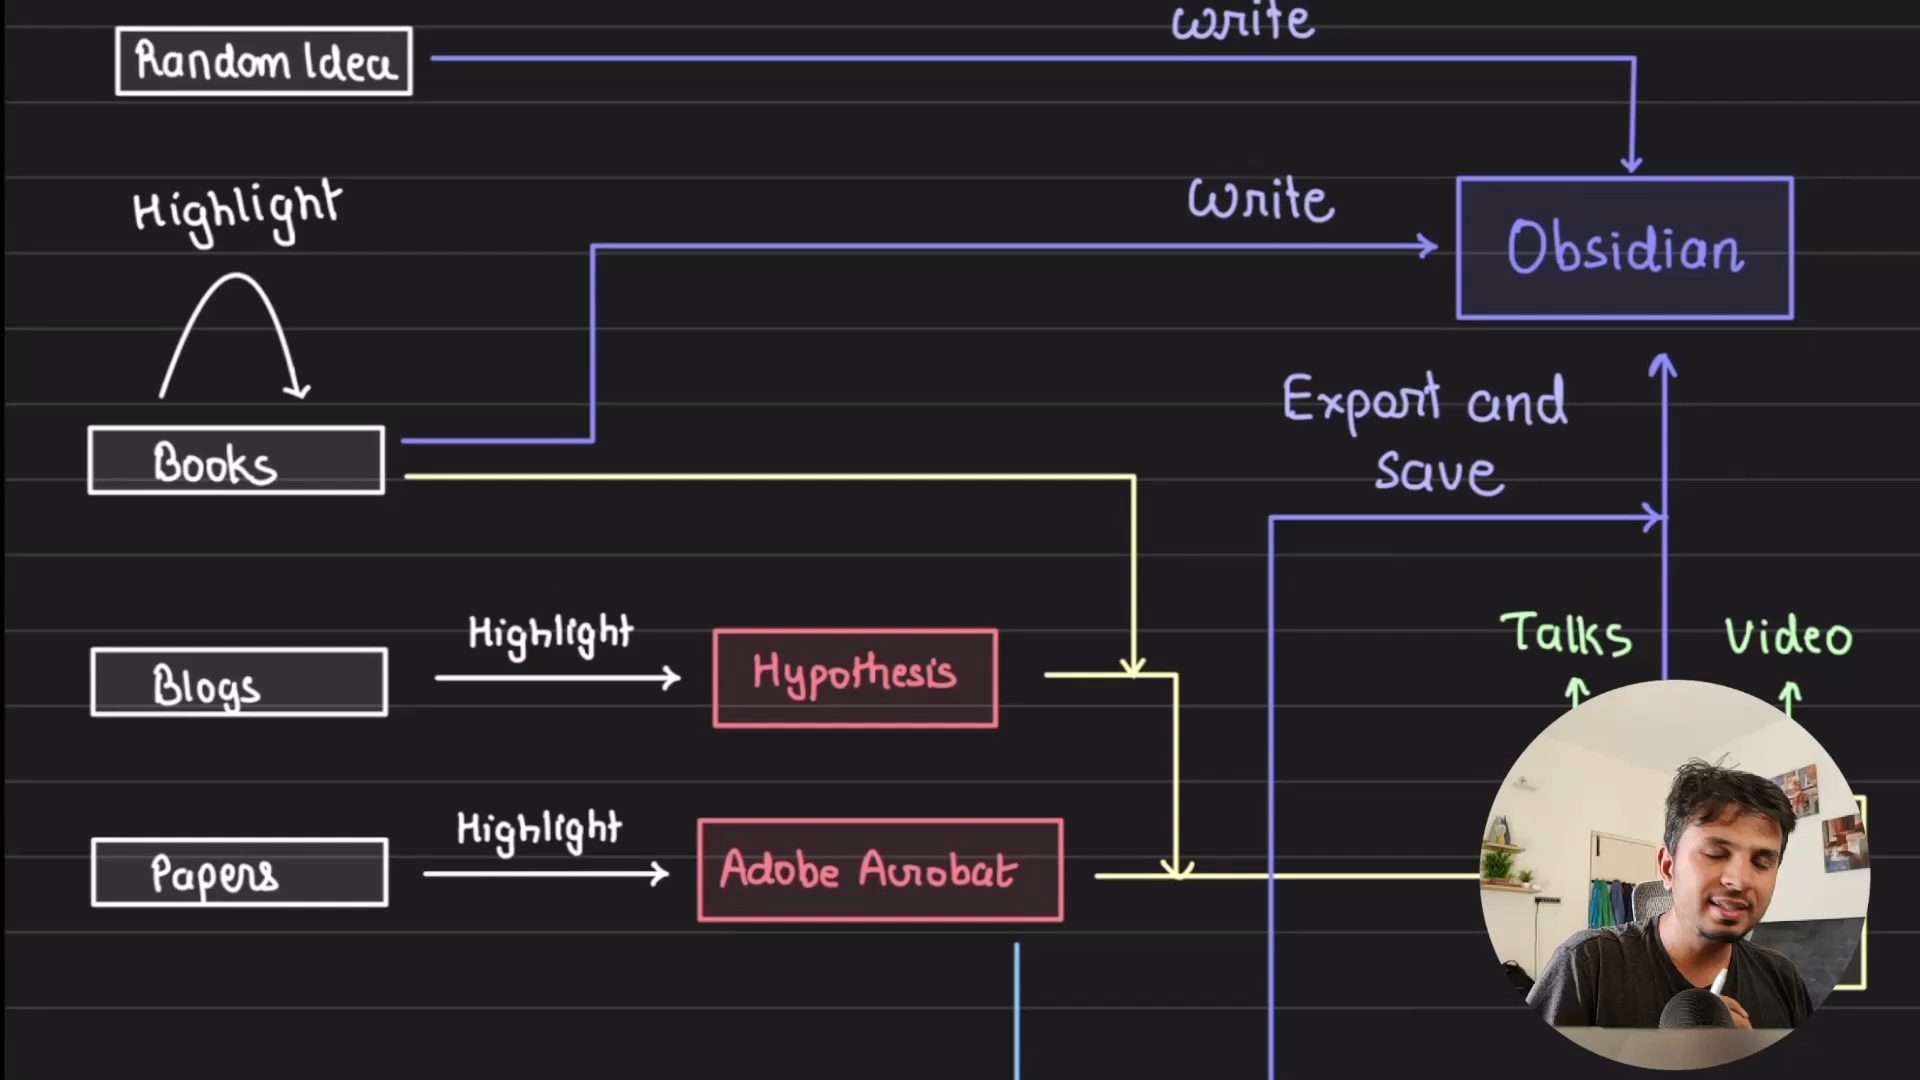 write
Random Idea
Highlight
Write
Obsidian
Export and
save
Books
Highlight
Talks
Video
Blogs
Hypothesis
Highlight
Papers
Adobe Acrobat